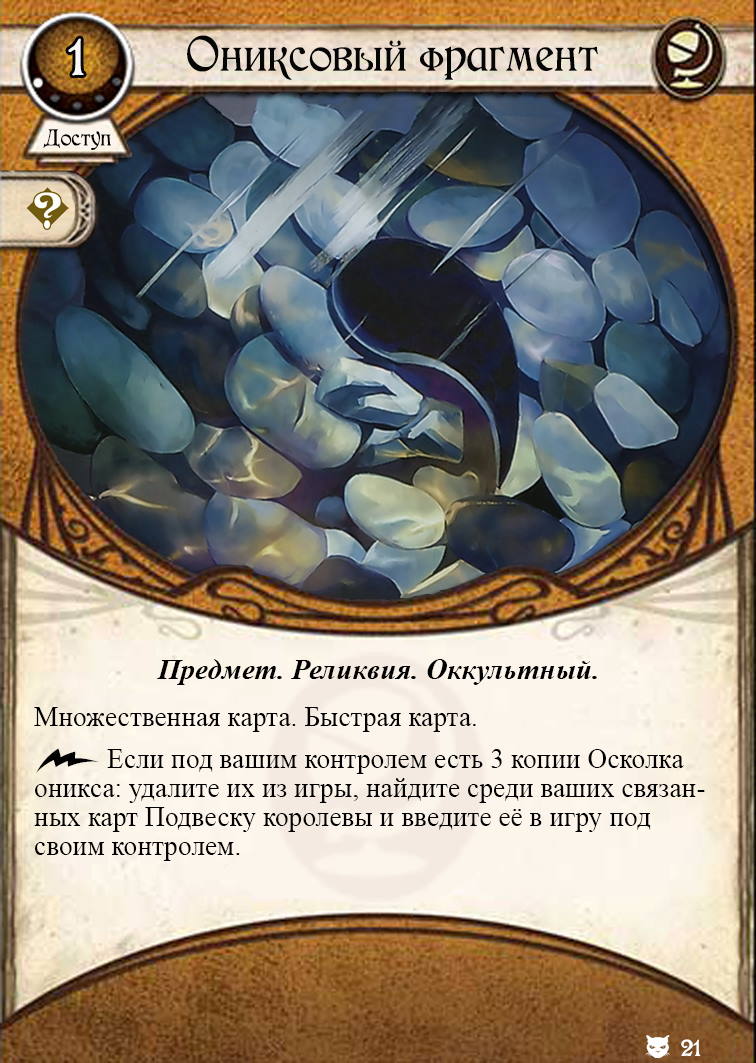 1
Ониксовый фрагмент
Доступ
?
Предмет. Реликвия. Оккультный.
Множественная карта. Быстрая карта.
Если под вашим контролем есть 3 копии Осколка
оникса: удалите их из игры, найдите среди ваших связан-
ных карт Подвеску королевы и введите её в игру под
своим контролем.
21